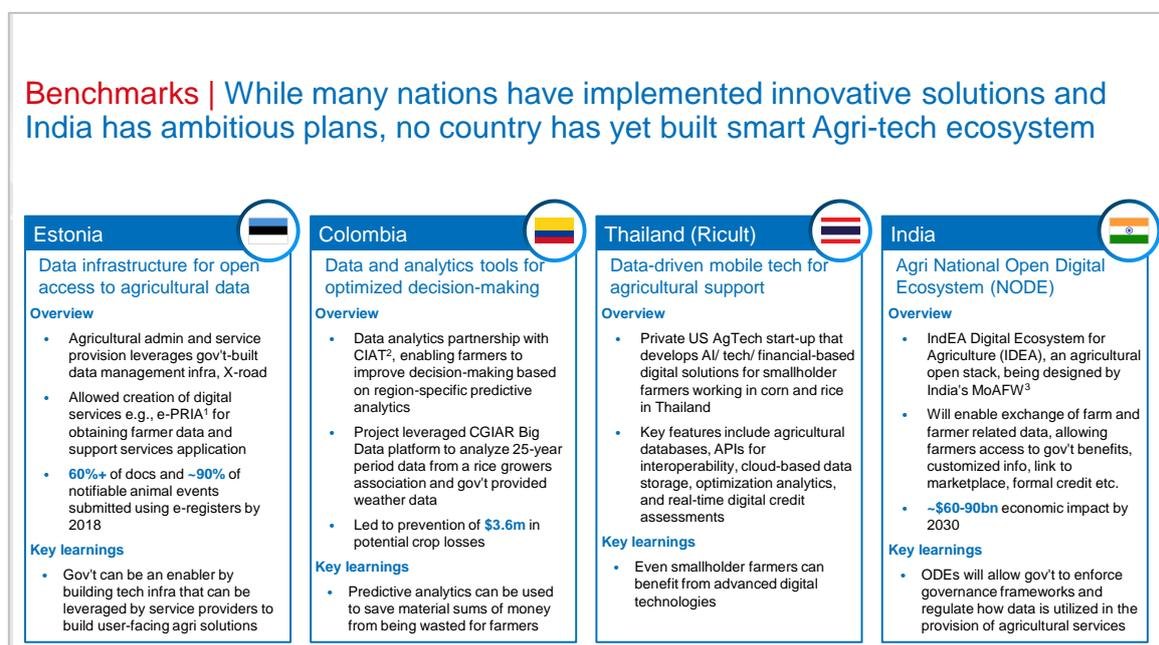 Benchmarks | While many nations have implemented innovative solutions and
India has ambitious plans, no country has yet built smart Agri-tech ecosystem
Estonia
Data infrastructure for open
access to agricultural data
Overview
• Agricultural admin and service
provision leverages gov't-built
data management infra, X-road
• Allowed creation of digital
services e.g., e-PRIA¹ for
obtaining farmer data and
support services application
• 60%+ of docs and ~90% of
notifiable animal events
submitted using e-registers by
2018
Key learnings
• Gov't can be an enabler by
building tech infra that can be
leveraged by service providers to
build user-facing agri solutions
Colombia
Data and analytics tools for
optimized decision-making
Overview
• Data analytics partnership with
CIAT², enabling farmers to
improve decision-making based
on region-specific predictive
analytics
• Project leveraged CGIAR Big
Data platform to analyze 25-year
period data from a rice growers
association and gov't provided
weather data
• Led to prevention of $3.6m in
potential crop losses
Key learnings
• Predictive analytics can be used
to save material sums of money
from being wasted for farmers
Thailand (Ricult)
Data-driven mobile tech for
agricultural support
Overview
• Private US AgTech start-up that
develops AI/ tech/ financial-based
digital solutions for smallholder
farmers working in corn and rice
in Thailand
• Key features include agricultural
databases, APIs for
interoperability, cloud-based data
storage, optimization analytics,
and real-time digital credit
assessments
Key learnings
• Even smallholder farmers can
benefit from advanced digital
technologies
India
Agri National Open Digital
Ecosystem (NODE)
Overview
• IndEA Digital Ecosystem for
Agriculture (IDEA), an agricultural
open stack, being designed by
India's MoAFW³
• Will enable exchange of farm and
farmer related data, allowing
farmers access to gov't benefits,
customized info, link to
marketplace, formal credit etc.
• ~$60-90bn economic impact by
2030
Key learnings
• ODEs will allow gov't to enforce
governance frameworks and
regulate how data is utilized in the
provision of agricultural services